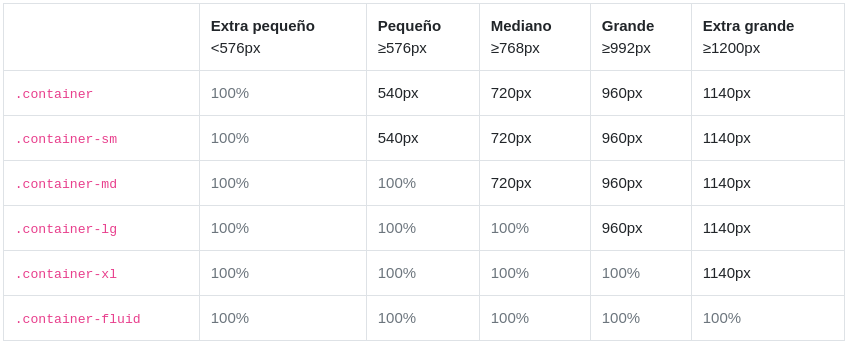 Extra pequeño Pequeño Mediano Grande Extra grande
<576px ≥576px ≥768px ≥992px ≥1200px
.container 100% 540px 720px 960px 1140px
.container-sm 100% 540px 720px 960px 1140px
.container-md 100% 100% 720px 960px 1140px
.container-lg 100% 100% 100% 960px 1140px
.container-xl 100% 100% 100% 100% 1140px
.container-fluid 100% 100% 100% 100% 100%